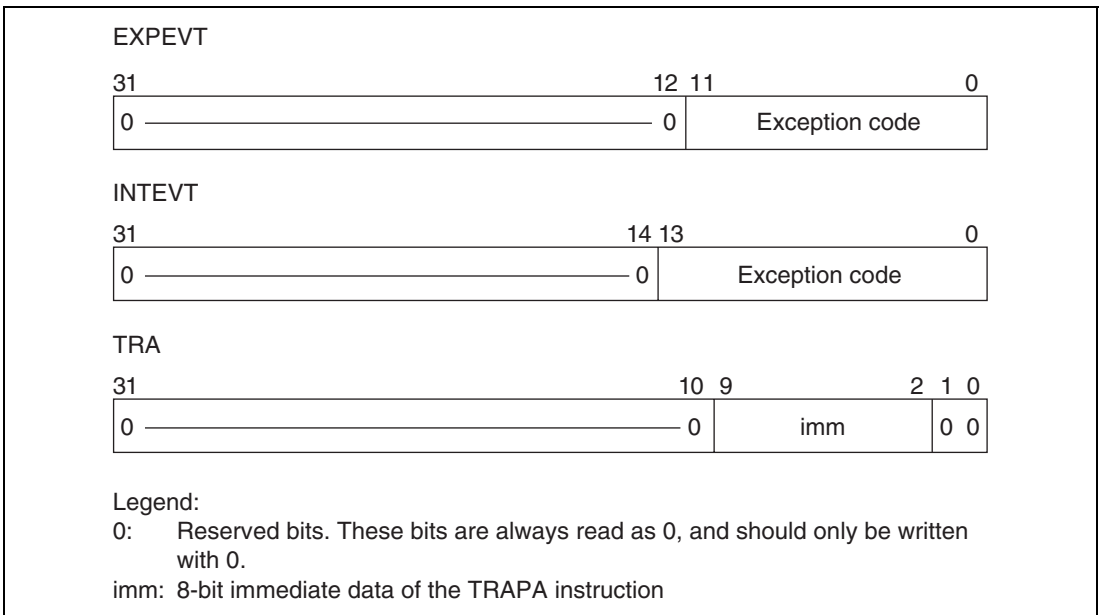 EXPEVT
31 12 11 0
0 0 Exception code
INTEVT
31 14 13 0
0 0 Exception code
TRA
31 10 9 2 1 0
0 0 imm 0 0
Legend:
0: Reserved bits. These bits are always read as 0, and should only be written
with 0.
imm: 8-bit immediate data of the TRAPA instruction